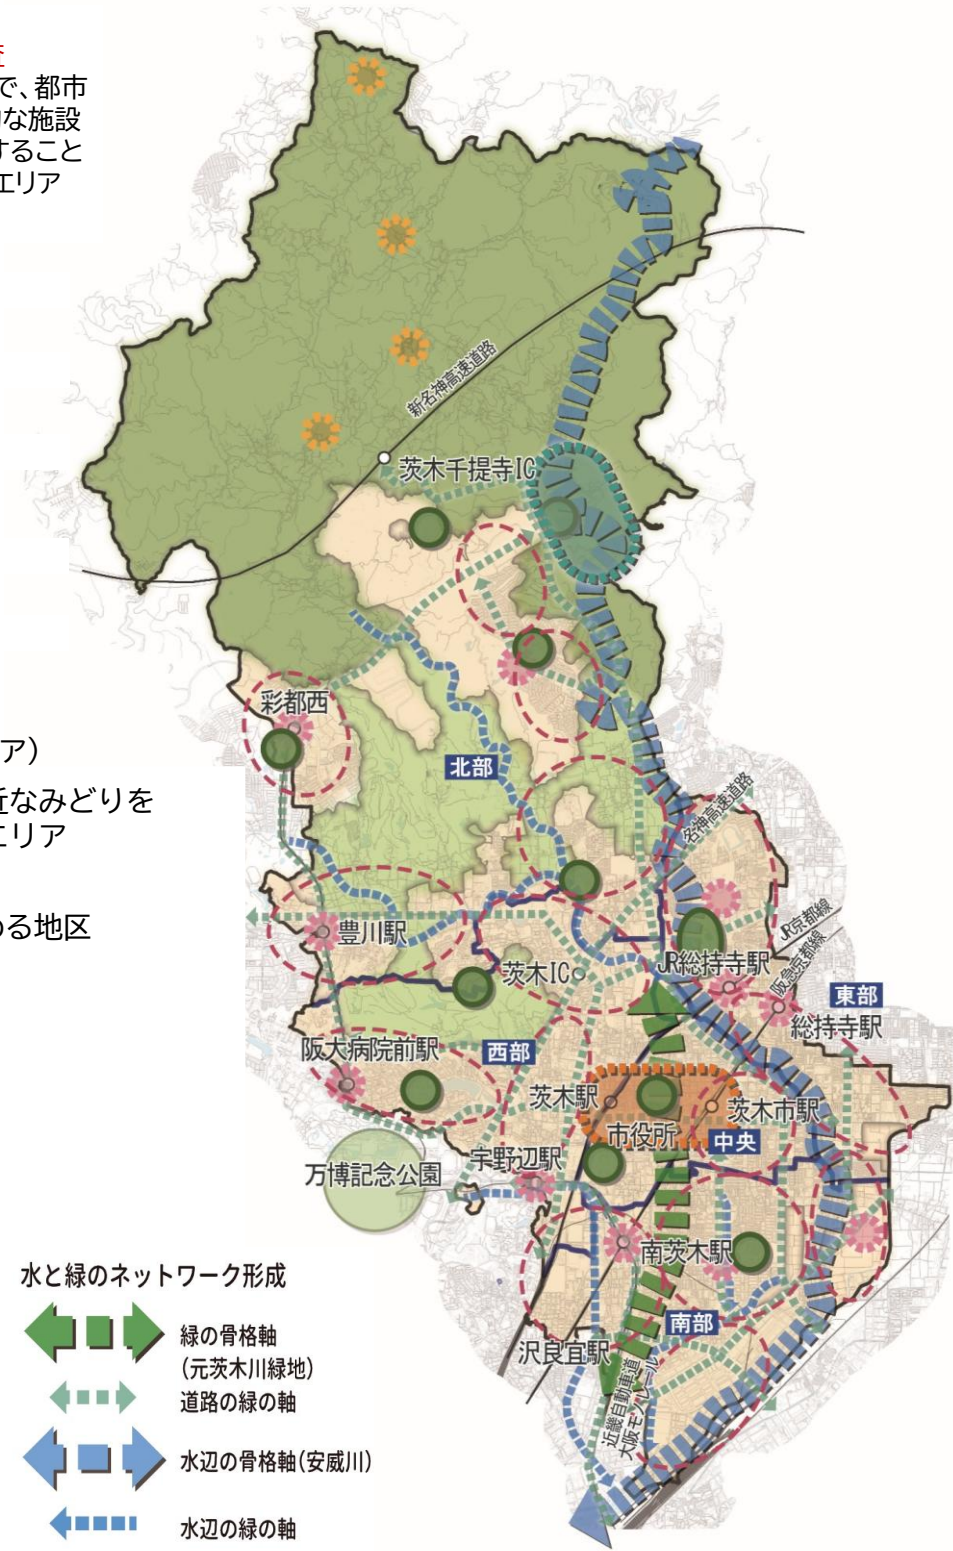 で、都市
な施設
すること
エリア
新名神高速道路
茨木千提寺IC
彩都西
ア）
北部
近なみどりを
エリア
名神高速道路
める地区
豊川駅
JR京都線
阪急京都線
茨木IC
JR総持寺駅
東部
総持寺駅
阪大病院前駅
西部
茨木駅
茨木市駅
市役所
中央
宇野辺駅
万博記念公園
南茨木駅
水と緑のネットワーク形成
南部
緑の骨格軸
(元茨木川緑地)
沢良宜駅
近畿自動車道
大阪モノレール
道路の緑の軸
水辺の骨格軸(安威川)
水辺の緑の軸